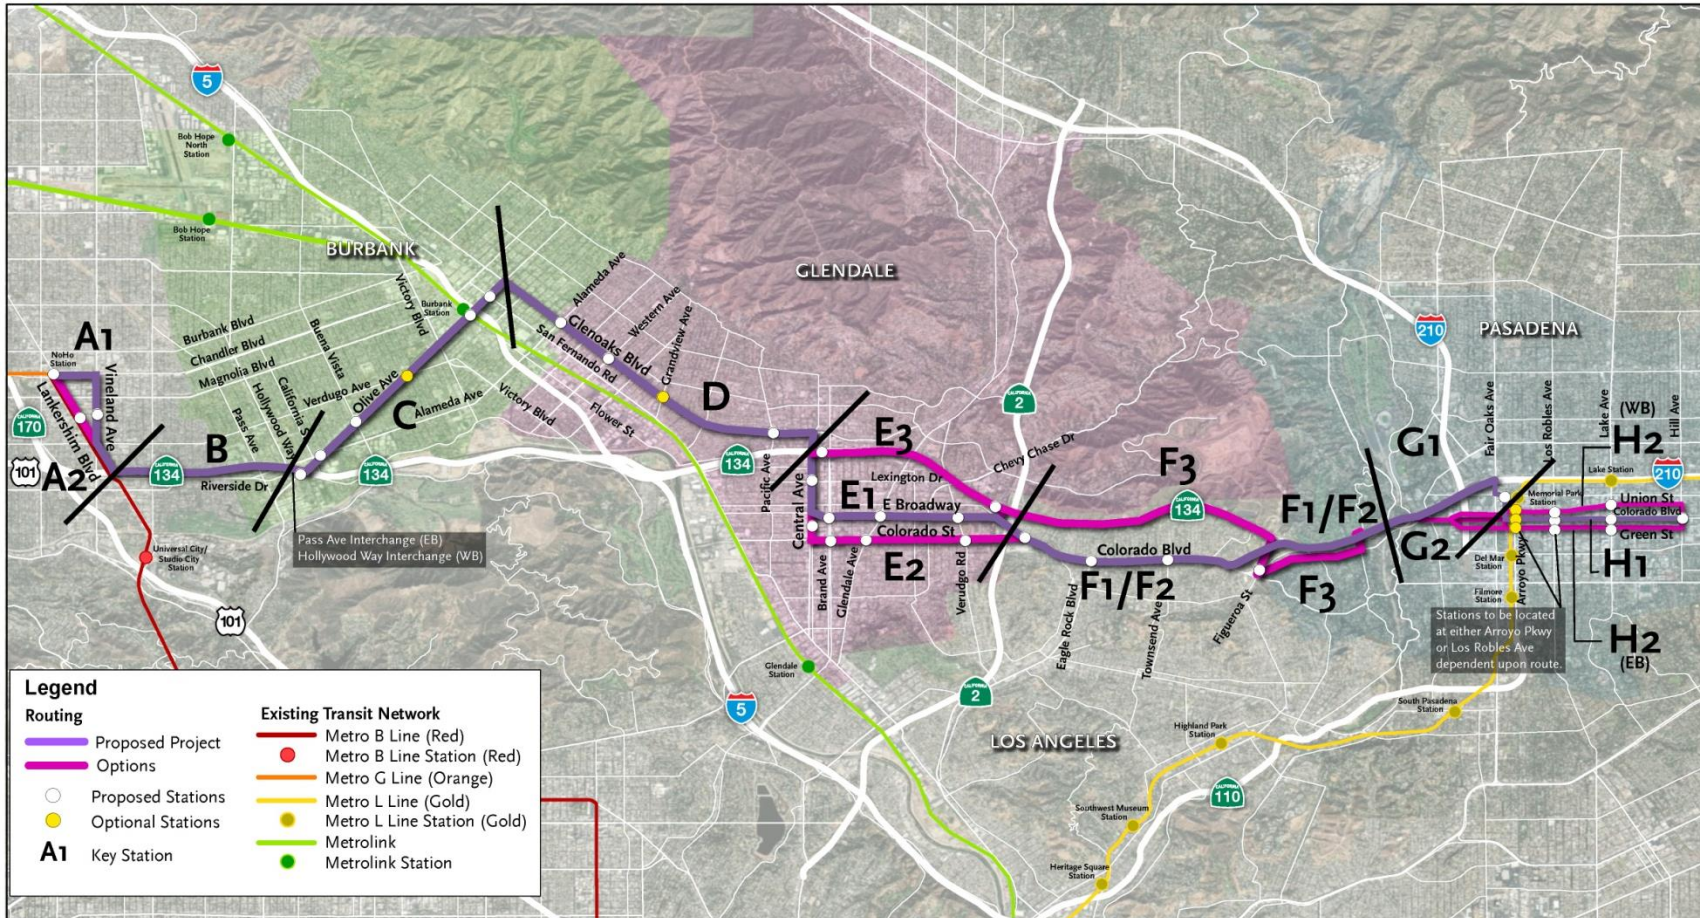 5
Bob Hope
North
Station
Bob Hope
Station
BURBANK
GLENDALE
PASADENA
LOS ANGELES
A1
NoHo
Station
Vineland Ave
Lankershim Blvd
CALIFORNIA
170
101
A2
Burbank Blvd
Chandler Blvd
Magnolia Blvd
Buena Vista
Victory Blvd
Burbank
Station
Verdugo Ave
Olive Ave
California St
Hollywood Way
Pass Ave
B
CALIFORNIA
134
Riverside Dr
C
Alameda Ave
CALIFORNIA
134
Victory Blvd
Alameda Ave
Western Ave
Grandview Ave
Glenoaks Blvd
San Fernando Rd
Flower St
D
CALIFORNIA
134
Pacific Ave
Central Ave
E3
Lexington Dr
E1
E Broadway
Colorado St
E2
Brand Ave
Glendale Ave
Verudgo Rd
Chevy Chase Dr
CALIFORNIA
2
F3
CALIFORNIA
134
F1/F2
Colorado Blvd
F1/F2
F3
Eagle Rock Blvd
Townsend Ave
Figueroa St
210
G1
G2
Fair Oaks Ave
Los Robles Ave
Lake Ave
Hill Ave
(WB)
H2
Lake Station
210
Memorial Park
Station
Union St
Colorado Blvd
Green St
Del Mar
Station
Filmore
Station
Arroyo Pkwy
H1
H2
(EB)
Stations to be located
at either Arroyo Pkwy
or Los Robles Ave
dependent upon route.
Pass Ave Interchange (EB)
Hollywood Way Interchange (WB)
Universal City/
Studio City
Station
101
Glendale
Station
5
CALIFORNIA
2
Highland Park
Station
South Pasadena
Station
CALIFORNIA
110
Southwest Museum
Station
Heritage Square
Station
Legend
Routing
Proposed Project
Options
Proposed Stations
Optional Stations
A1
Key Station
Existing Transit Network
Metro B Line (Red)
Metro B Line Station (Red)
Metro G Line (Orange)
Metro L Line (Gold)
Metro L Line Station (Gold)
Metrolink
Metrolink Station